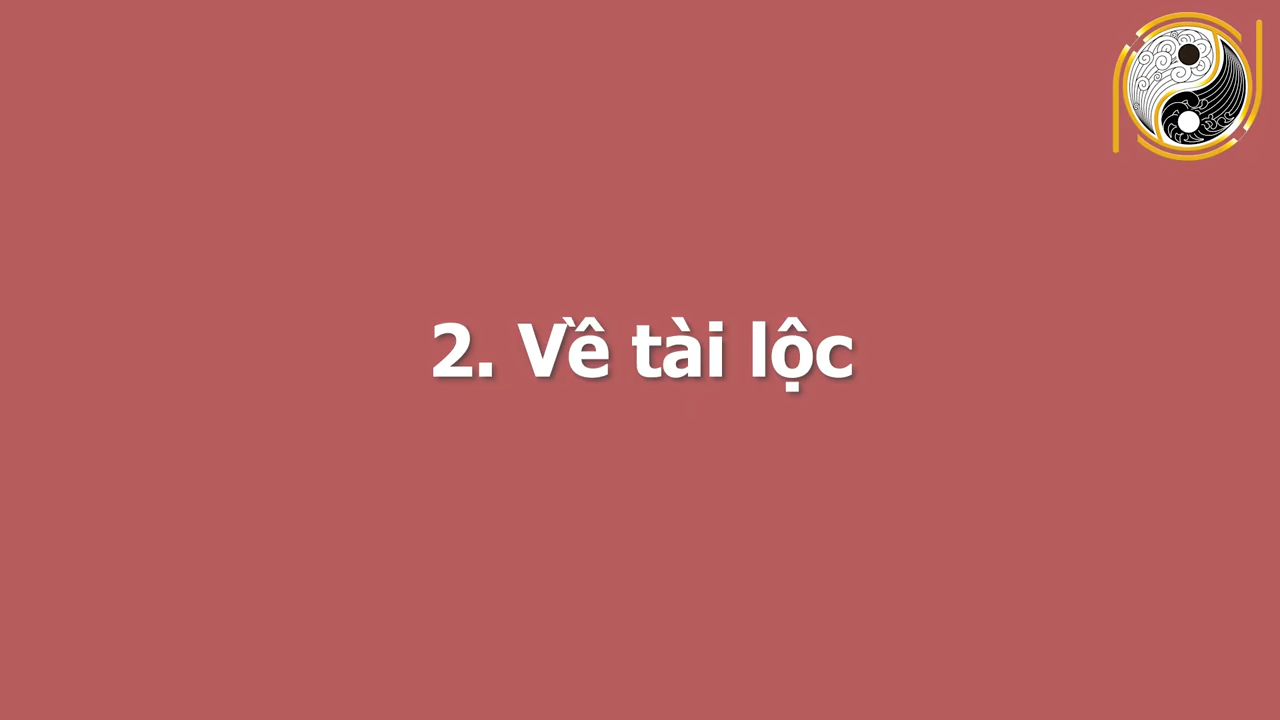 2. Về tài lộc